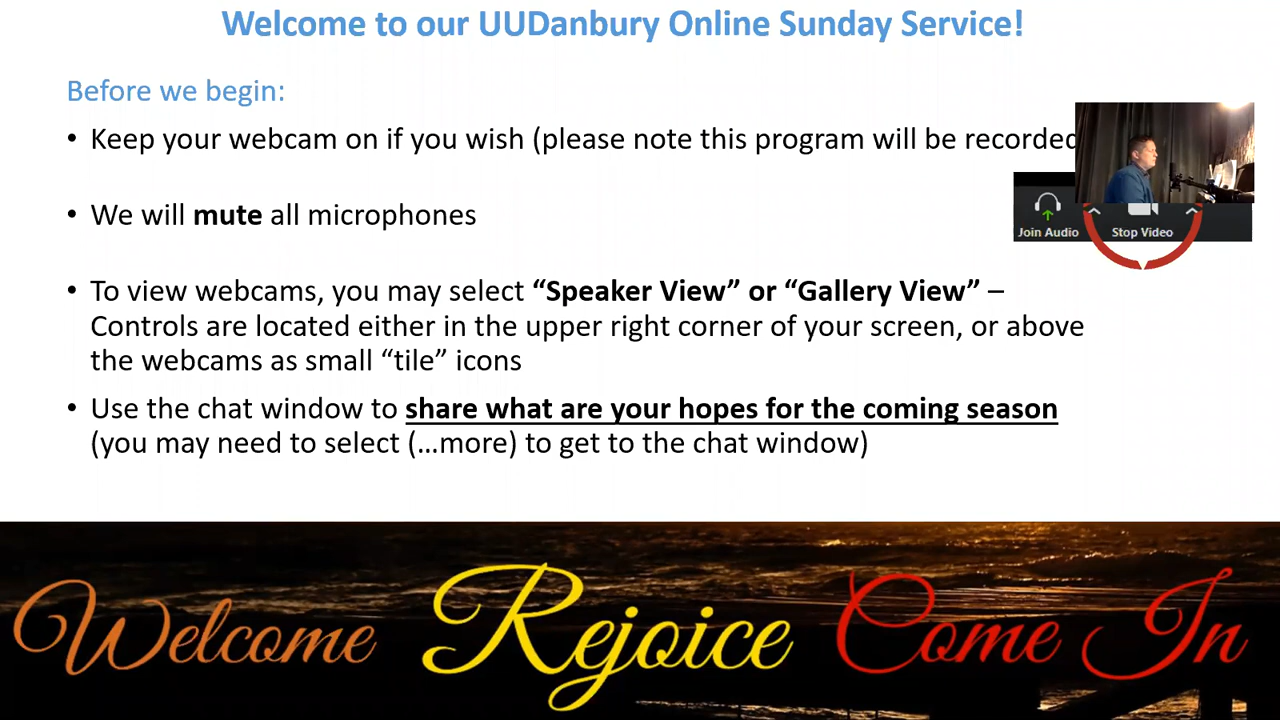 Welcome to our UUDanbury Online Sunday Service!
Before we begin:
• Keep your webcam on if you wish (please note this program will be recorded
• We will mute all microphones
Join Audio
Stop Video
• To view webcams, you may select “Speaker View” or “Gallery View” –
Controls are located either in the upper right corner of your screen, or above
the webcams as small “tile” icons
• Use the chat window to share what are your hopes for the coming season
(you may need to select (…more) to get to the chat window)
Welcome Rejoice Come In